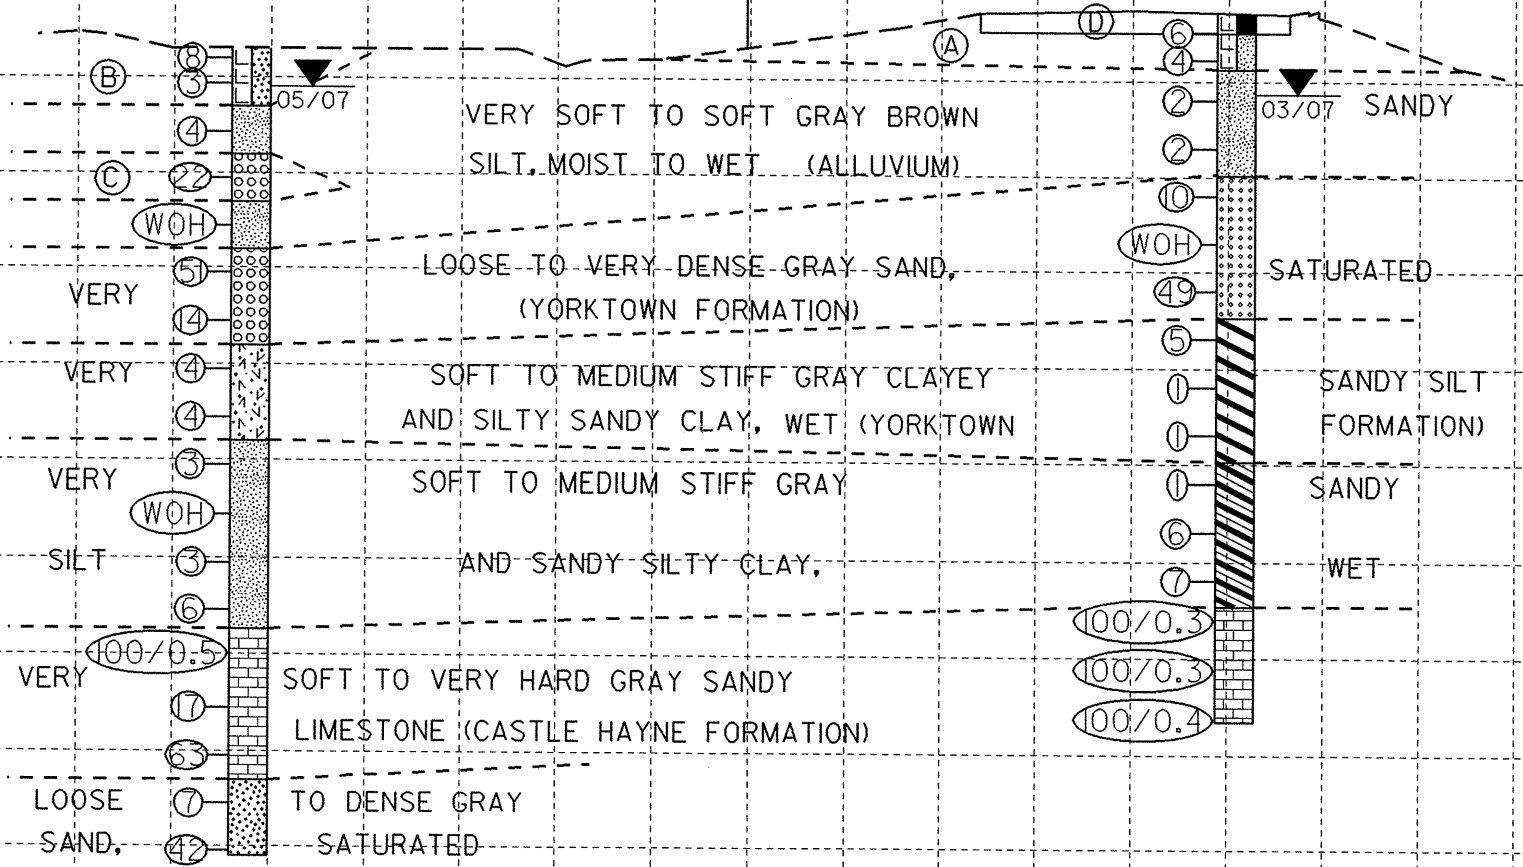 D
A
6
8
4
B
3
05/07
2
03/07
VERY SOFT TO SOFT GRAY BROWN SANDY
4
2
SILT, MOIST TO WET (ALLUVIUM)
C
22
10
WOH
WOH
51
LOOSE TO VERY DENSE GRAY SAND, SATURATED
VERY
49
(YORKTOWN FORMATION)
14
5
4
VERY SOFT TO MEDIUM STIFF GRAY CLAYEY SANDY SILT
1
4
AND SILTY SANDY CLAY, WET (YORKTOWN FORMATION)
1
3
VERY SOFT TO MEDIUM STIFF GRAY SANDY
1
WOH
6
SILT AND SANDY SILTY CLAY, WET
3
7
6
100/0.3
100/0.5
100/0.3
VERY SOFT TO VERY HARD GRAY SANDY
17
100/0.4
LIMESTONE (CASTLE HAYNE FORMATION)
63
LOOSE 7 TO DENSE GRAY
SAND, 42 SATURATED